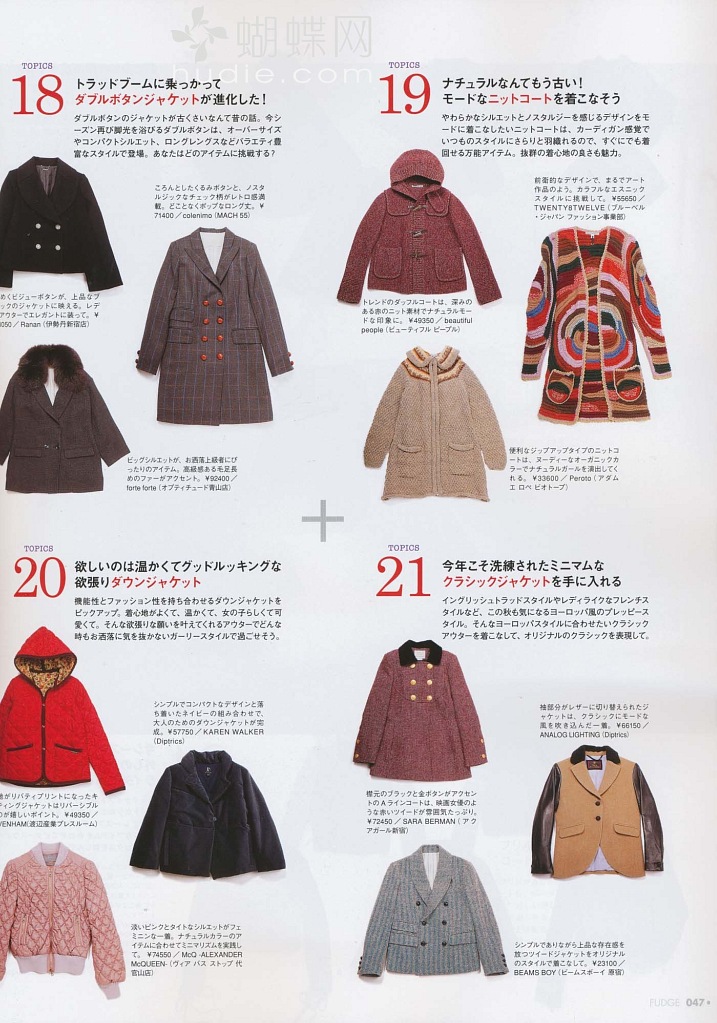 蝴蝶网
hudie.com
TOPICS
18
トラッドブームに乗っかって
ダブルボタンジャケットが進化した!
ダブルボタンのジャケットが古くさいなんて昔の話。今シ
ーズン再び脚光を浴びるダブルボタンは、オーバーサイズ
やコンパクトシルエット、ロングレングスなどバラエティ豊
富なスタイルで登場。あなたはどのアイテムに挑戦する?
ころんとしたくるみボタンと、ノスタ
ルジックなチェック柄がレトロ感満
載。どことなくポップなロング丈。¥
71400/colenimo(MACH 55)
めくビジューボタンが、上品なブ
ックのジャケットに映える。レデ
アウターでエレガントに装って。¥
050/Ranan(伊勢丹新宿店)
ビッグシルエットが、お洒落上級者にぴ
ったりのアイテム。高級感ある毛足長
めのファーがアクセント。¥92400/
forte forte(オプティチュード青山店)
TOPICS
19
ナチュラルなんてもう古い!
モードなニットコートを着こなそう
やわらかなシルエットとノスタルジーを感じるデザインをモ
ードに着こなしたいニットコートは、カーディガン感覚で
いつものスタイルにさらりと羽織れるので、すぐにでも着
回せる万能アイテム。抜群の着心地の良さも魅力。
前衛的なデザインで、まるでアート
作品のよう。カラフルなエスニック
スタイルに挑戦して。¥55650/
TWENTY8TWELVE(ブルーベル
・ジャパン ファッション事業部)
トレンドのダッフルコートは、深みの
ある赤のニット素材でナチュラルモー
ドな印象に。¥49350/beautiful
people(ビューティフル ピープル)
便利なジップアップタイプのニットコ
ートは、ヌーディーなオーガニックカ
ラーでナチュラルガールを演出してく
れる。¥33600/Peroto(アダム
エ ロペ ビオトープ)
TOPICS
20
欲しいのは温かくてグッドルッキングな
欲張りダウンジャケット
機能性とファッション性を持ち合わせるダウンジャケットを
ピックアップ。着心地がよくて、温かくて、女の子らしくて可
愛くて。そんな欲張りな願いを叶えてくれるアウターでどんな
時もお洒落に気を抜かないガーリースタイルで過ごせそう。
シンプルでコンパクトなデザインと落
ち着いたネイビーの組み合わせで、
大人のためのダウンジャケットが完
成。¥57750/KAREN WALKER
(Diptrics)
がリバティプリントになったキ
ティングジャケットはリバーシブル
が嬉しいポイント。¥49350/
VENHAM(渡辺産業プレスルーム)
淡いピンクとタイトなシルエットがフェ
ミニンな一着。ナチュラルカラーのア
イテムに合わせてミニマリズムを実践し
て。¥74550/McQ -ALEXANDER
McQUEEN-(ヴィア バス ストップ 代
官山店)
TOPICS
21
今年こそ洗練されたミニマムな
クラシックジャケットを手に入れる
イングリッシュトラッドスタイルやレディライクなフレンチス
タイルなど、この秋も気になるヨーロッパ風のプレッピース
タイル。そんなヨーロッパスタイルに合わせたいクラシック
アウターを着こなして、オリジナルのクラシックを表現して。
袖部分がレザーに切り替えられたジ
ャケットは、クラシックにモードな
風を吹き込んだ一着。¥66150/
ANALOG LIGHTING(Diptrics)
襟元のブラックと金ボタンがアクセン
トのAラインコートは、映画女優のよう
な赤いツイードが雰囲気たっぷり。
¥72450/SARA BERMAN(アク
アガール新宿)
シンプルでありながら上品な存在感を
放つツイードジャケットをオリジナル
のスタイルで着こなして。¥23100/
BEAMS BOY(ビームスボーイ 原宿)
FUDGE 047